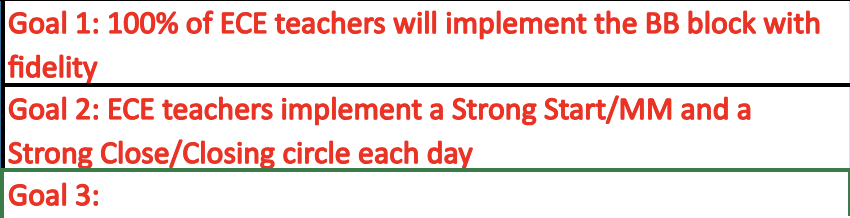 Goal 1: 100% of ECE teachers will implement the BB block with
fidelity
Goal 2: ECE teachers implement a Strong Start/MM and a
Strong Close/Closing circle each day
Goal 3: